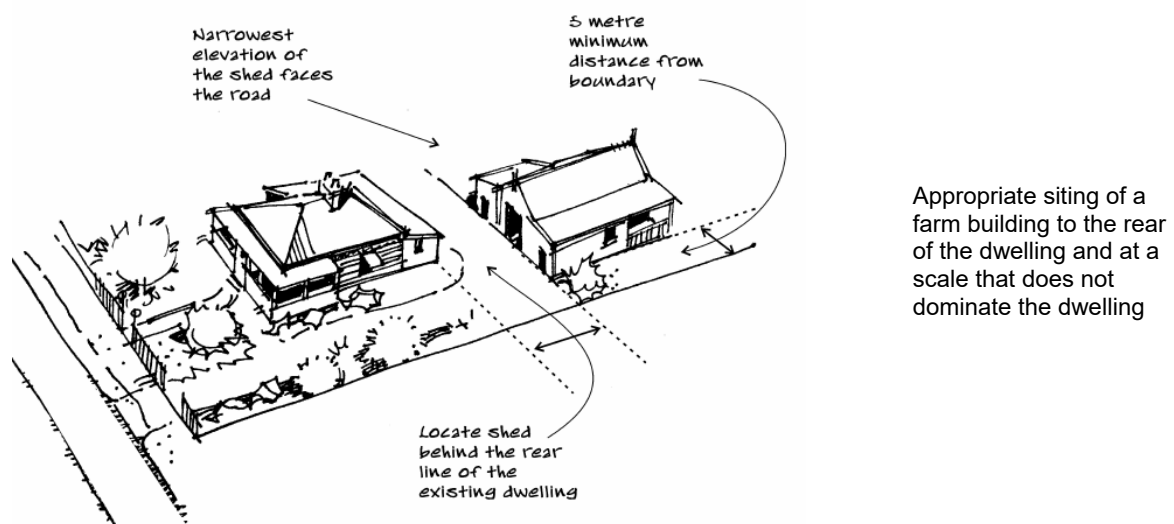 Narrowest
elevation of
the shed faces
the road
5 metre
minimum
distance from
boundary
Locate shed
behind the rear
line of the
existing dwelling
Appropriate siting of a
farm building to the rear
of the dwelling and at a
scale that does not
dominate the dwelling